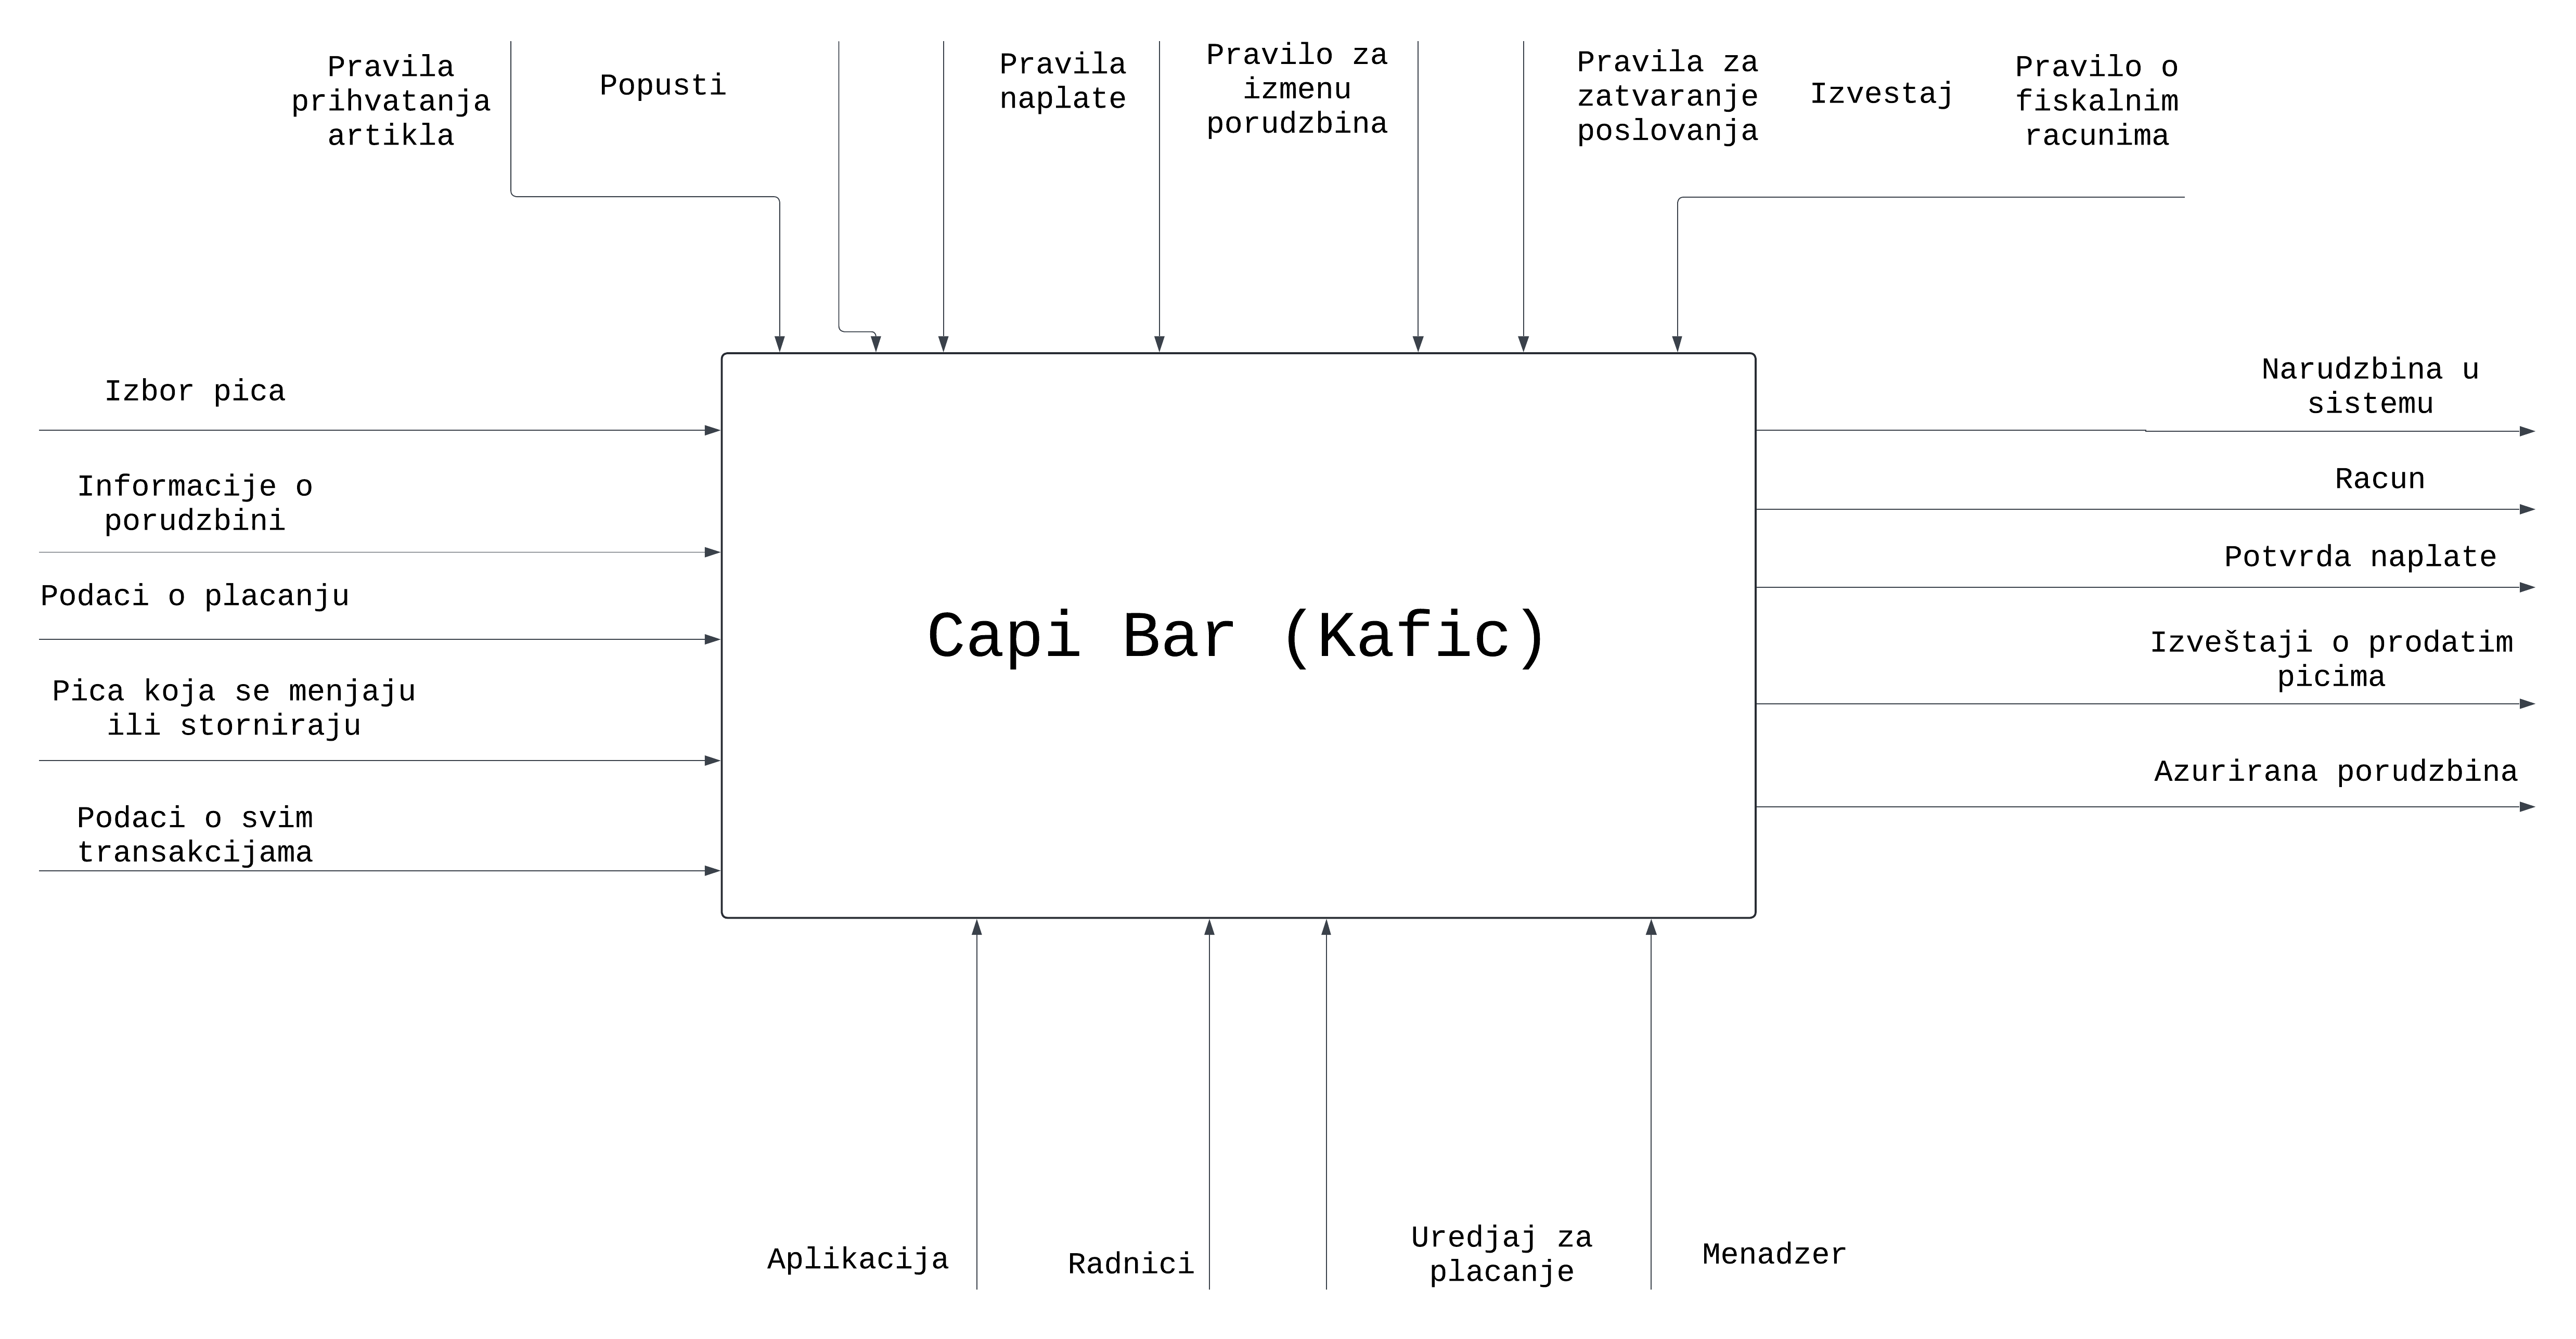 Pravila
prihvatanja
artikla
Popusti
Pravila
naplate
Pravilo za
izmenu
porudzbina
Pravila za
zatvaranje
poslovanja
Izvestaj
Pravilo o
fiskalnim
racunima
Izbor pica
Informacije o
porudzbini
Podaci o placanju
Pica koja se menjaju
ili storniraju
Podaci o svim
transakcijama
Capi Bar (Kafic)
Narudzbina u
sistemu
Racun
Potvrda naplate
Izveštaji o prodatim
picima
Azurirana porudzbina
Aplikacija
Radnici
Uredjaj za
placanje
Menadzer